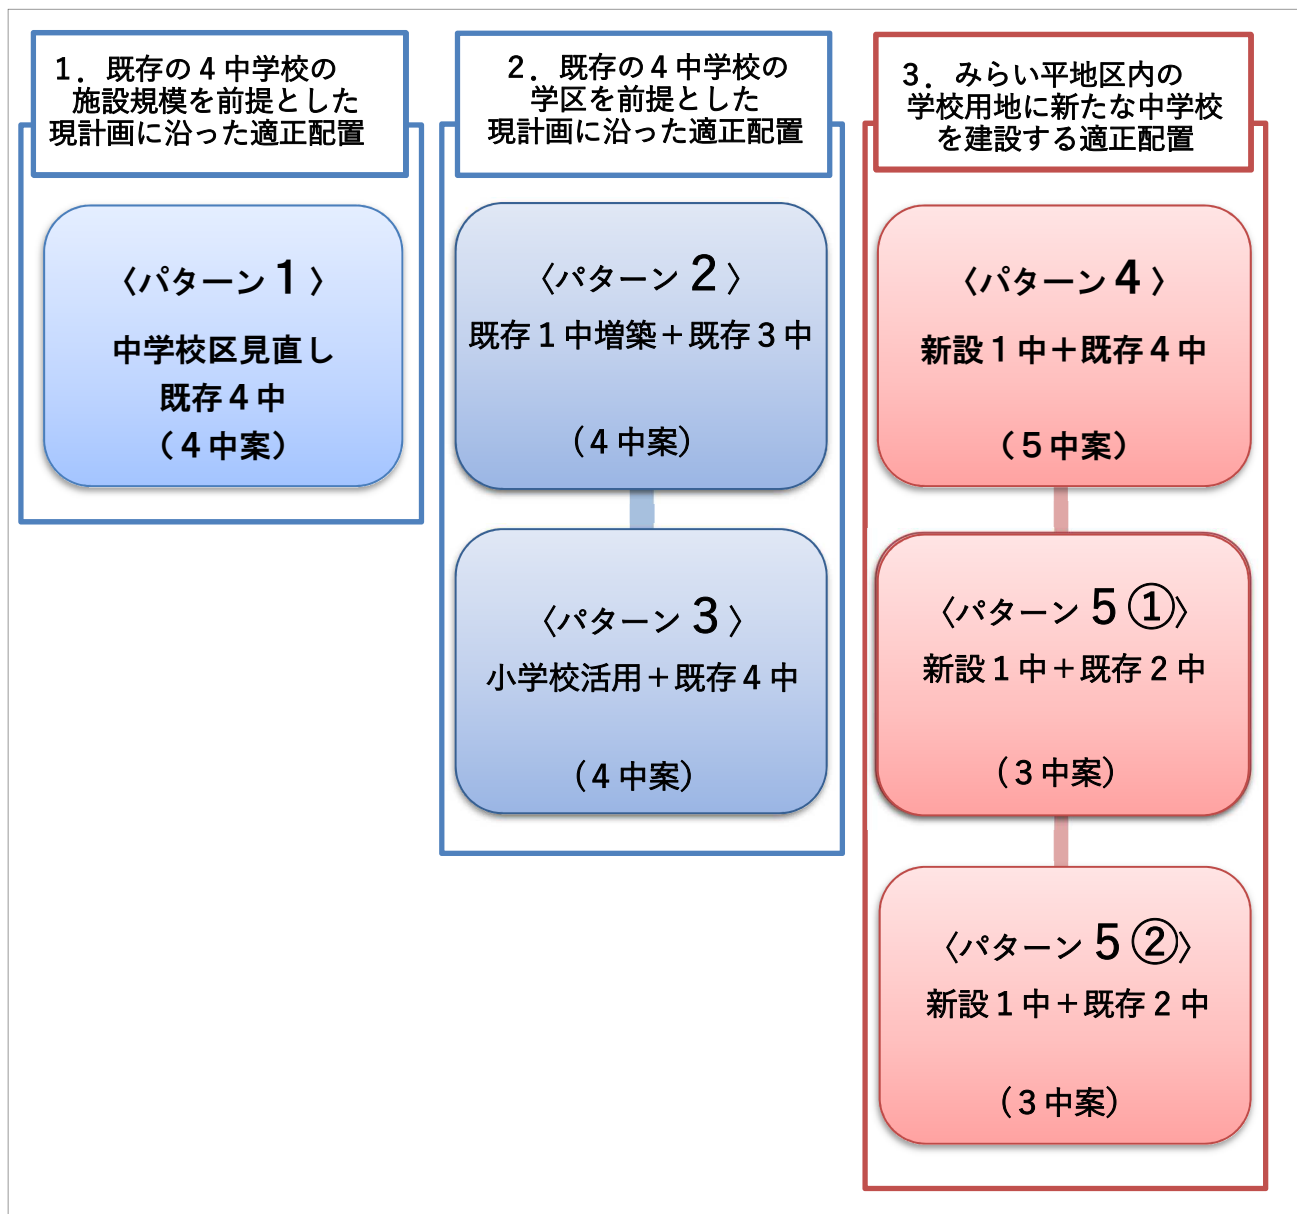 1．既存の４中学校の
施設規模を前提とした
現計画に沿った適正配置
〈パターン 1 〉
中学校区見直し
既存４中
（４中案）
2．既存の４中学校の
学区を前提とした
現計画に沿った適正配置
〈パターン 2 〉
既存１中増築＋既存３中
（４中案）
〈パターン 3 〉
小学校活用＋既存４中
（４中案）
3．みらい平地区内の
学校用地に新たな中学校
を建設する適正配置
〈パターン 4 〉
新設１中＋既存４中
（５中案）
〈パターン 5 ①〉
新設１中＋既存２中
（３中案）
〈パターン 5 ②〉
新設１中＋既存２中
（３中案）